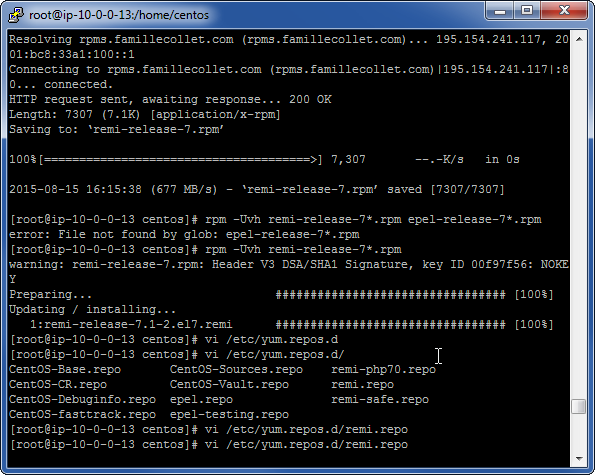 root@ip-10-0-0-13:/home/centos
Resolving rpms.famillecollet.com (rpms.famillecollet.com)... 195.154.241.117, 20
01:bc8:33a1:100::1
Connecting to rpms.famillecollet.com (rpms.famillecollet.com)|195.154.241.117|:8
0... connected.
HTTP request sent, awaiting response... 200 OK
Length: 7307 (7.1K) [application/x-rpm]
Saving to: ‘remi-release-7.rpm’
100%[======================================>] 7,307       --.-K/s   in 0s
2015-08-15 16:15:38 (677 MB/s) - ‘remi-release-7.rpm’ saved [7307/7307]
[root@ip-10-0-0-13 centos]# rpm -Uvh remi-release-7*.rpm epel-release-7*.rpm
error: File not found by glob: epel-release-7*.rpm
[root@ip-10-0-0-13 centos]# rpm -Uvh remi-release-7*.rpm
warning: remi-release-7.rpm: Header V3 DSA/SHA1 Signature, key ID 00f97f56: NOKE
Y
Preparing...                          ################################# [100%]
Updating / installing...
   1:remi-release-7.1-2.el7.remi      ################################# [100%]
[root@ip-10-0-0-13 centos]# vi /etc/yum.repos.d
[root@ip-10-0-0-13 centos]# vi /etc/yum.repos.d/
CentOS-Base.repo       CentOS-Sources.repo    remi-php70.repo
CentOS-CR.repo         CentOS-Vault.repo      remi.repo
CentOS-Debuginfo.repo  epel.repo              remi-safe.repo
CentOS-fasttrack.repo  epel-testing.repo
[root@ip-10-0-0-13 centos]# vi /etc/yum.repos.d/remi.repo
[root@ip-10-0-0-13 centos]# vi /etc/yum.repos.d/remi.repo